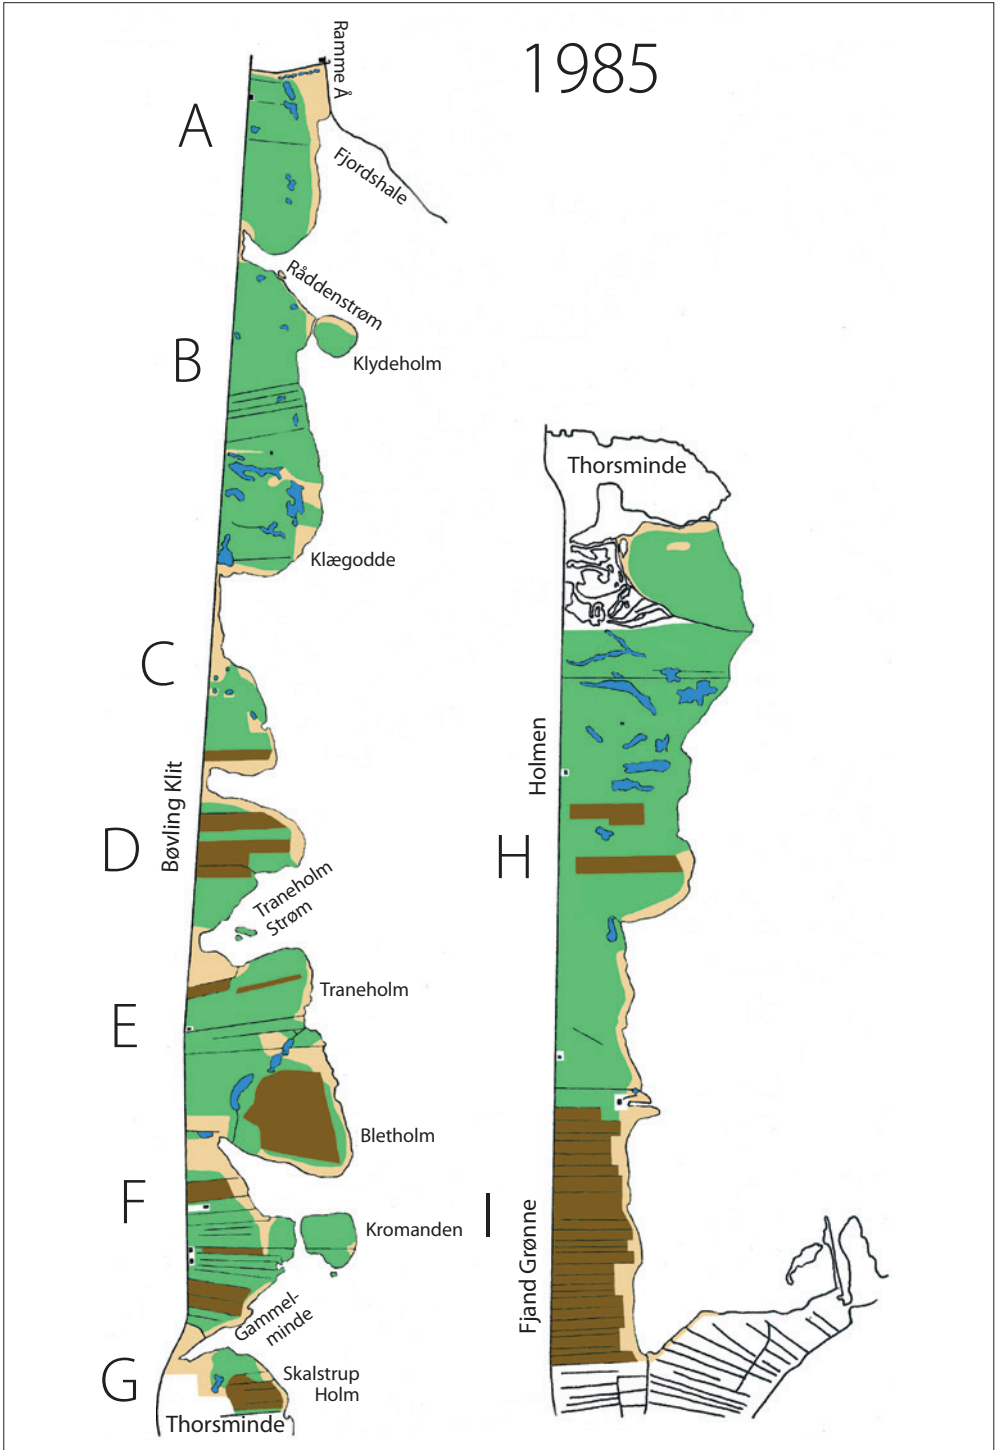 1985
Ramme Å
A
Fjordshale
Råddenstrøm
B
Klydeholm
Klægodde
C
Bøvling Klit
D
Traneholm
Strøm
Traneholm
E
Bletholm
F
Kromanden
Gammel-
minde
G
Skalstrup
Holm
Thorsminde
Thorsminde
Holmen
H
I
Fjand Grønne